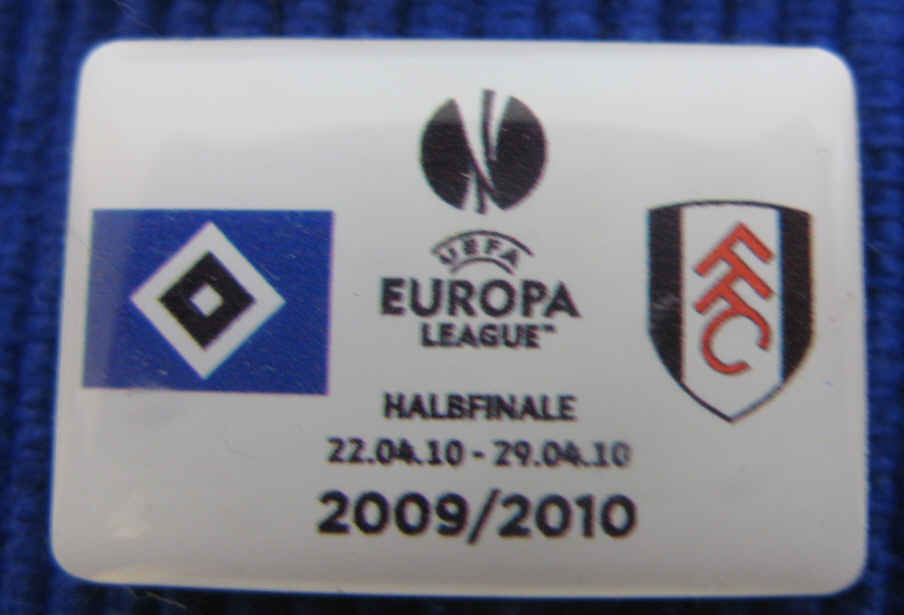 UEFA
EUROPA
LEAGUE™
FFC
HALBFINALE
22.04.10 - 29.04.10
2009/2010